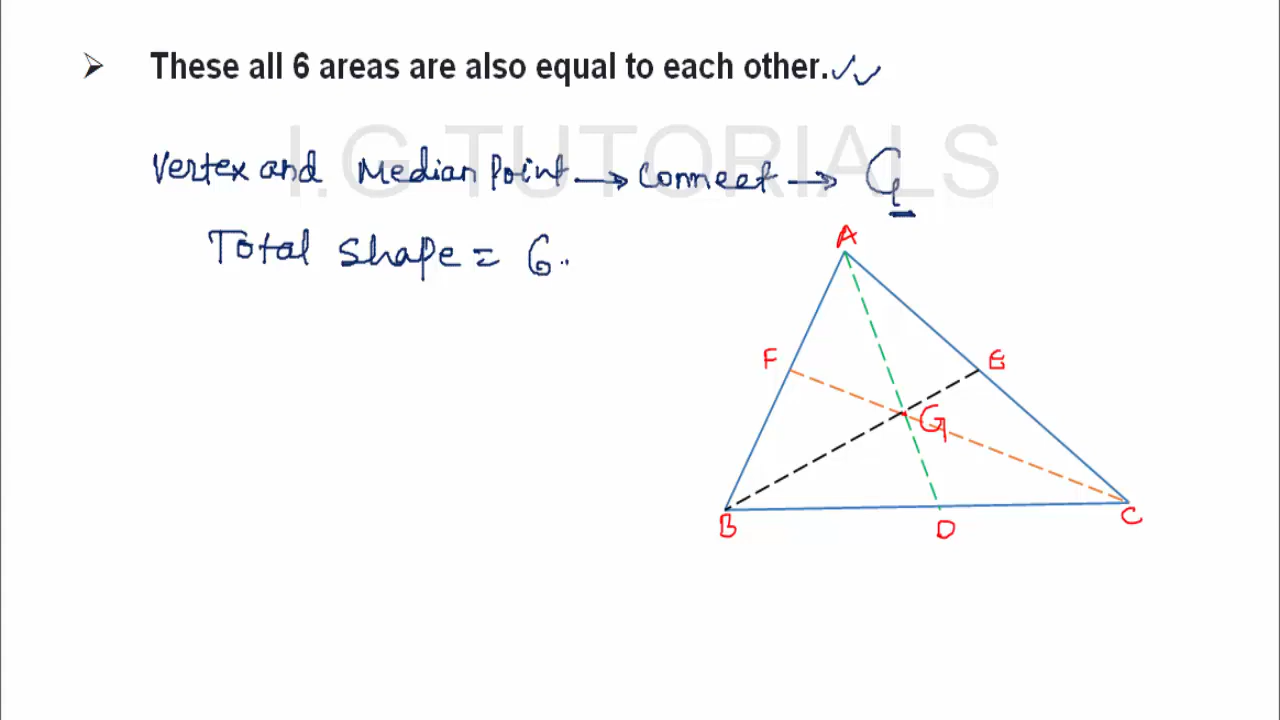 ➤ These all 6 areas are also equal to each other.
I.G TUTORIALS
Vertex and Median Point → Connect → G
Total Shape = 6.
A
F
E
G
B
D
C